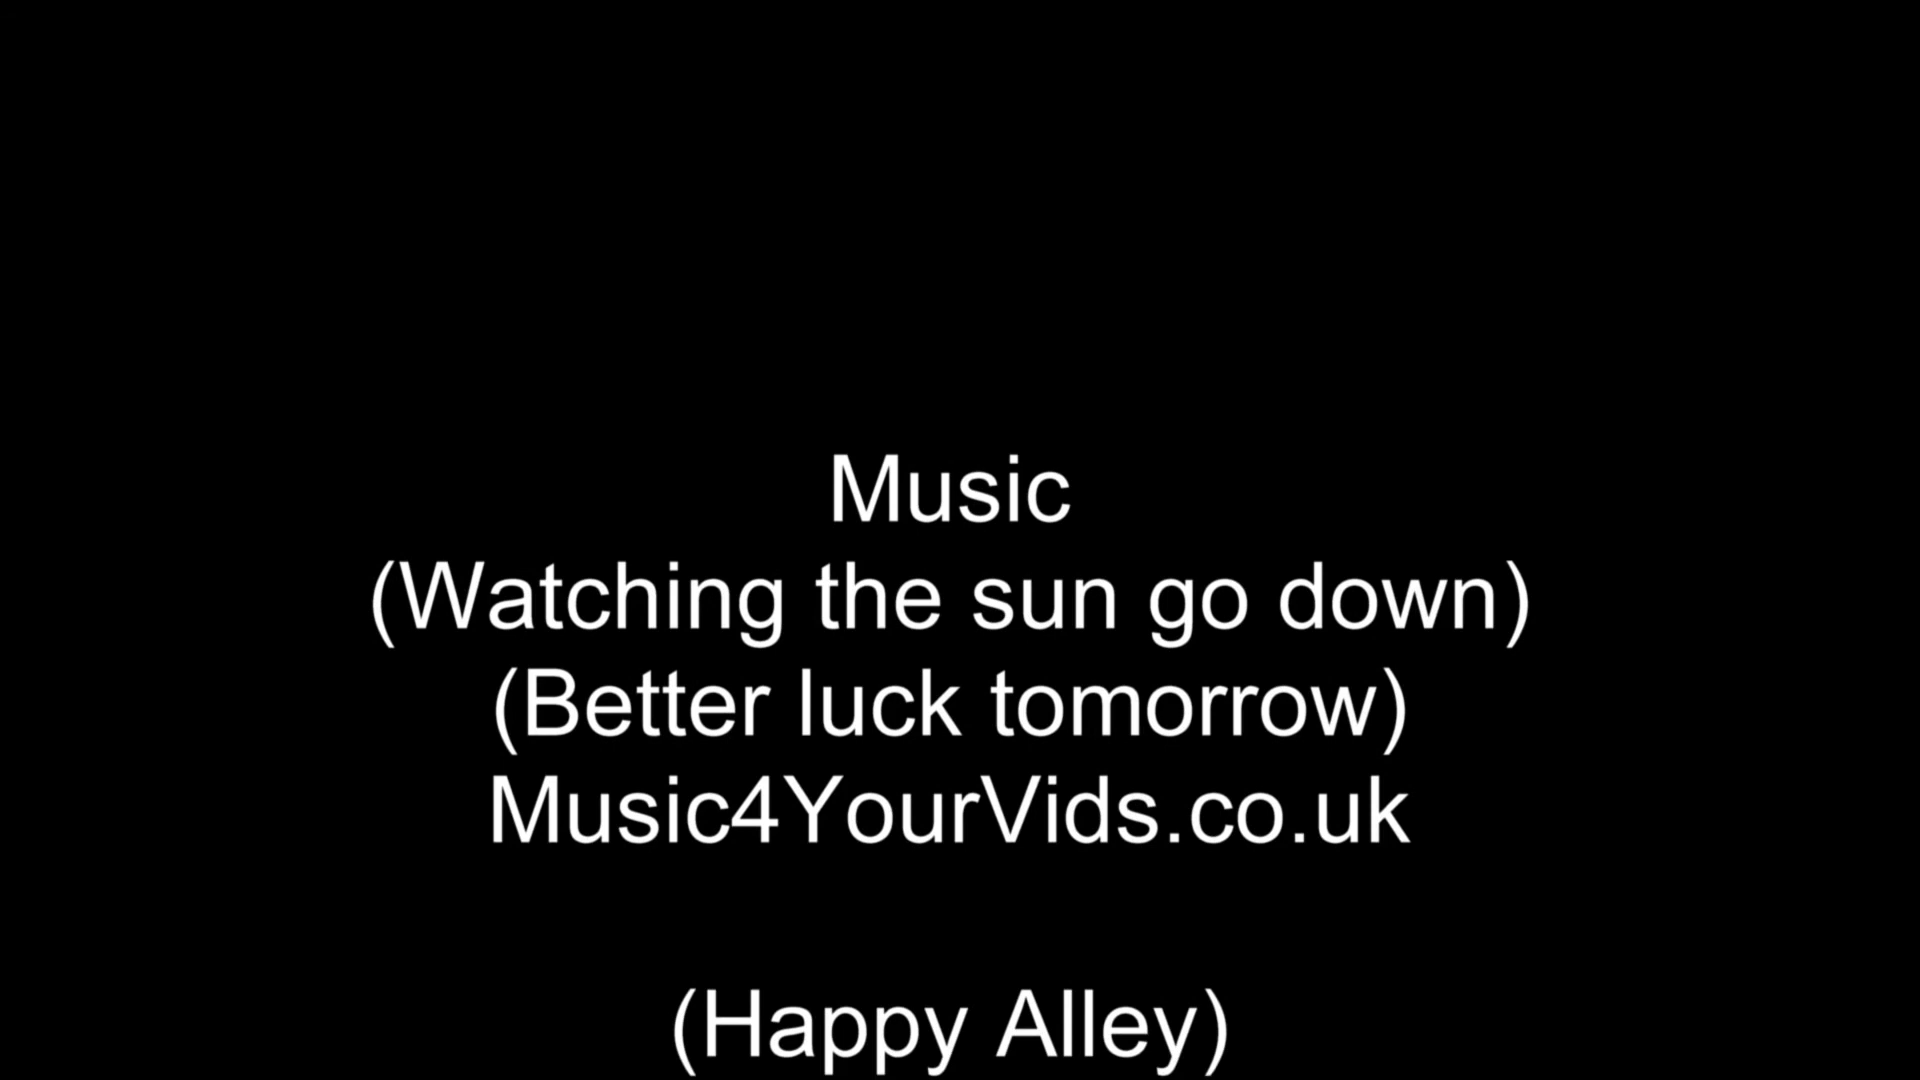 Music
(Watching the sun go down)
(Better luck tomorrow)
Music4YourVids.co.uk
(Happy Alley)